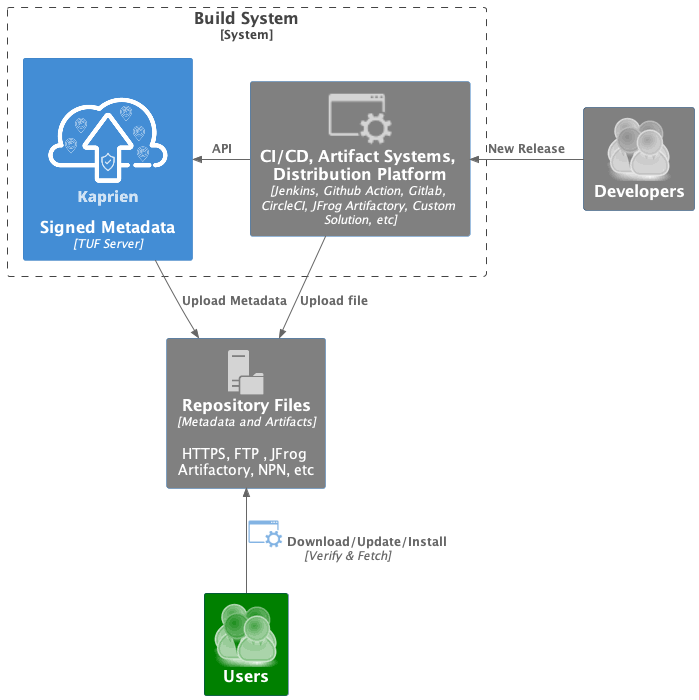 Build System
[System]
Kaprien
Signed Metadata
[TUF Server]
API
CI/CD, Artifact Systems,
Distribution Platform
[Jenkins, Github Action, Gitlab,
CircleCI, JFrog Artifactory, Custom
Solution, etc]
New Release
Developers
Upload Metadata
Upload file
Repository Files
[Metadata and Artifacts]
HTTPS, FTP , JFrog
Artifactory, NPN, etc
Download/Update/Install
[Verify & Fetch]
Users